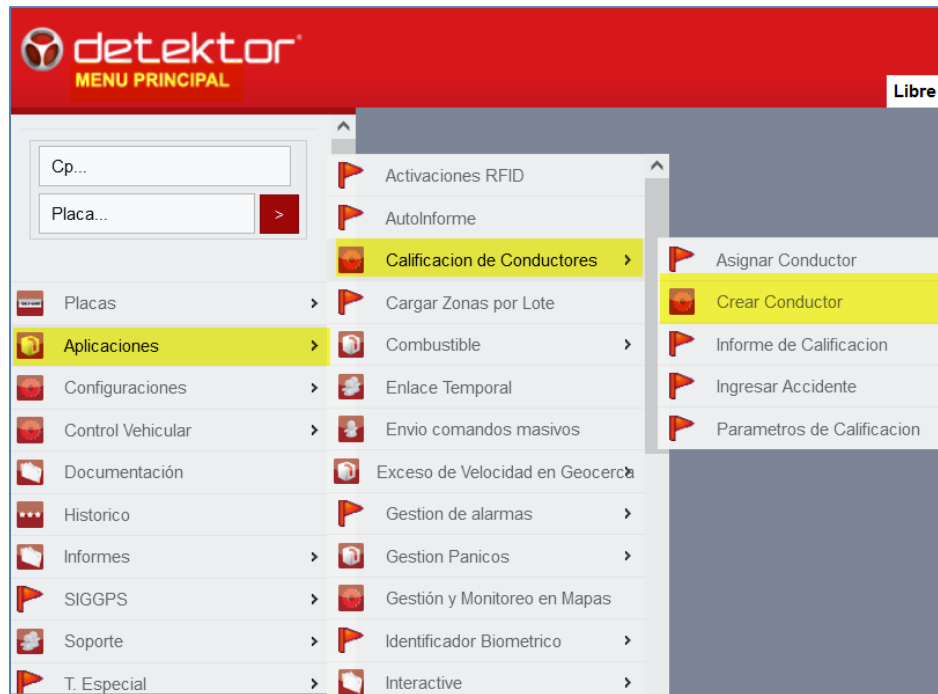 detektor
MENU PRINCIPAL
Libre
Cp...
Placa...
>
Placas
Aplicaciones
Configuraciones
Control Vehicular
Documentación
Historico
Informes
SIGGPS
Soporte
T. Especial
Activaciones RFID
AutoInforme
Calificacion de Conductores
Cargar Zonas por Lote
Combustible
Enlace Temporal
Envio comandos masivos
Exceso de Velocidad en Geocerca
Gestion de alarmas
Gestion Panicos
Gestión y Monitoreo en Mapas
Identificador Biometrico
Interactive
Asignar Conductor
Crear Conductor
Informe de Calificacion
Ingresar Accidente
Parametros de Calificacion